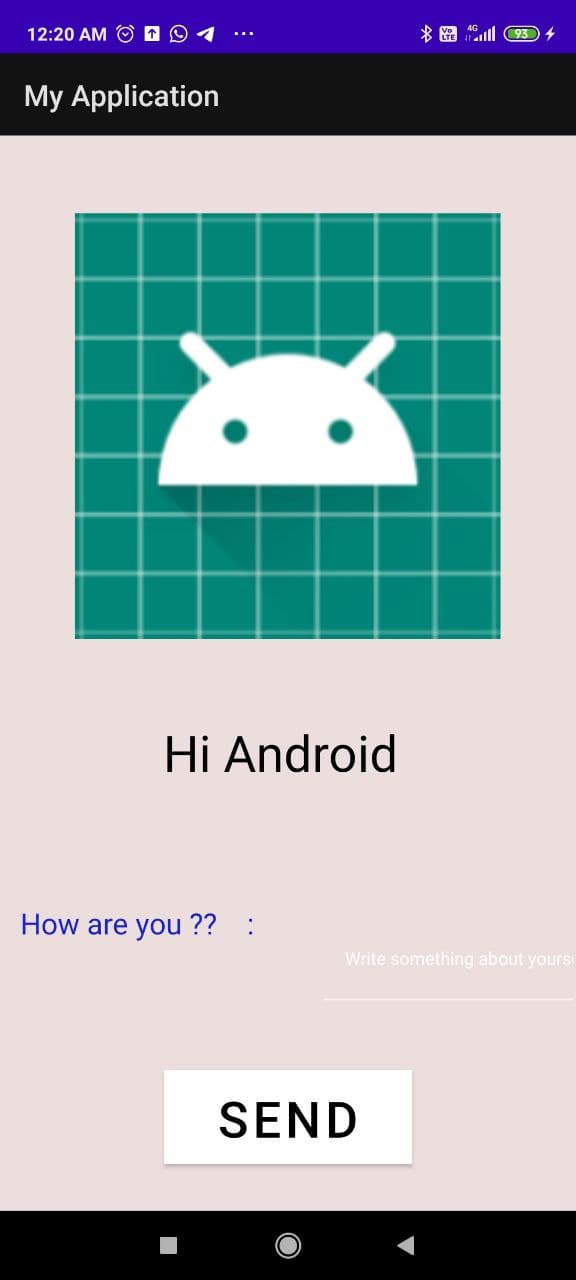 12:20 AM
Vo LTE 4G 93
My Application
Hi Android
How are you ?? :
Write something about yours
SEND